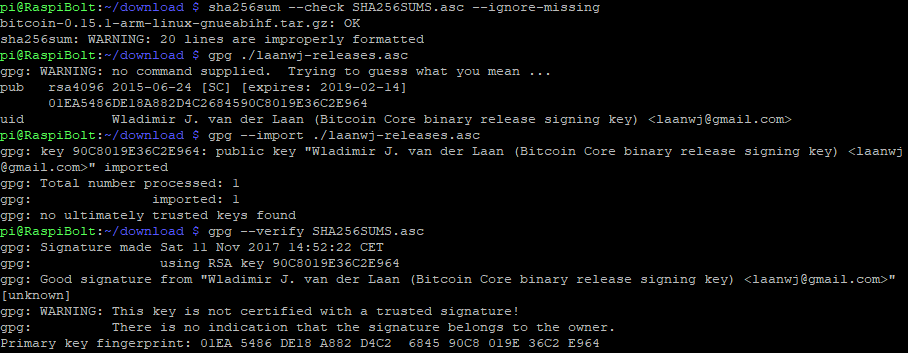 pi@RaspiBolt:~/download $ sha256sum --check SHA256SUMS.asc --ignore-missing
bitcoin-0.15.1-arm-linux-gnueabihf.tar.gz: OK
sha256sum: WARNING: 20 lines are improperly formatted
pi@RaspiBolt:~/download $ gpg ./laanwj-releases.asc
gpg: WARNING: no command supplied.  Trying to guess what you mean ...
pub   rsa4096 2015-06-24 [SC] [expires: 2019-02-14]
      01EA5486DE18A882D4C2684590C8019E36C2E964
uid           Wladimir J. van der Laan (Bitcoin Core binary release signing key) <laanwj@gmail.com>
pi@RaspiBolt:~/download $ gpg --import ./laanwj-releases.asc
gpg: key 90C8019E36C2E964: public key "Wladimir J. van der Laan (Bitcoin Core binary release signing key) <laanwj
@gmail.com>" imported
gpg: Total number processed: 1
gpg:               imported: 1
gpg: no ultimately trusted keys found
pi@RaspiBolt:~/download $ gpg --verify SHA256SUMS.asc
gpg: Signature made Sat 11 Nov 2017 14:52:22 CET
gpg:                using RSA key 90C8019E36C2E964
gpg: Good signature from "Wladimir J. van der Laan (Bitcoin Core binary release signing key) <laanwj@gmail.com>"
[unknown]
gpg: WARNING: This key is not certified with a trusted signature!
gpg:          There is no indication that the signature belongs to the owner.
Primary key fingerprint: 01EA 5486 DE18 A882 D4C2  6845 90C8 019E 36C2 E964